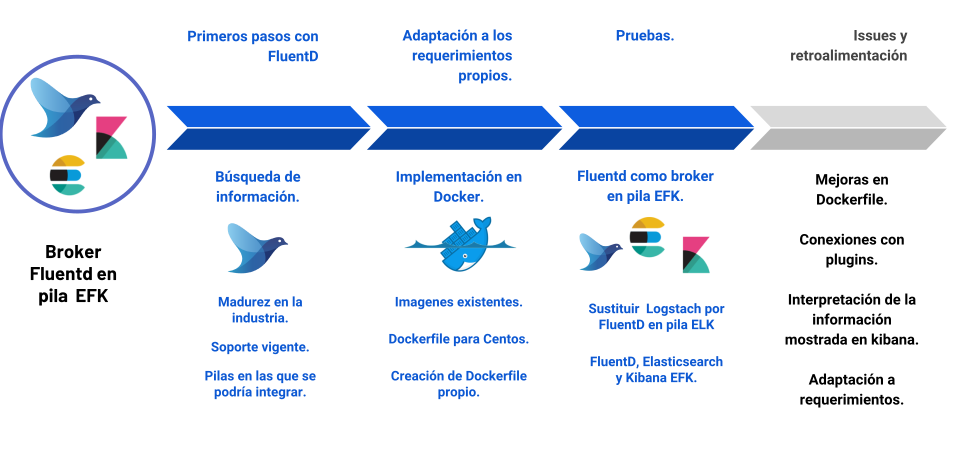 Primeros pasos con
FluentD
Adaptación a los
requerimientos
propios.
Pruebas.
Issues y
retroalimentación
Broker
Fluentd en
pila EFK
Búsqueda de
información.
Madurez en la
industria.
Soporte vigente.
Pilas en las que se
podría integrar.
Implementación en
Docker.
Imagenes existentes.
Dockerfile para Centos.
Creación de Dockerfile
propio.
Fluentd como broker
en pila EFK.
Sustituir Logstach por
FluentD en pila ELK
FluentD, Elasticsearch
y Kibana EFK.
Mejoras en
Dockerfile.
Conexiones con
plugins.
Interpretación de la
información
mostrada en kibana.
Adaptación a
requerimientos.